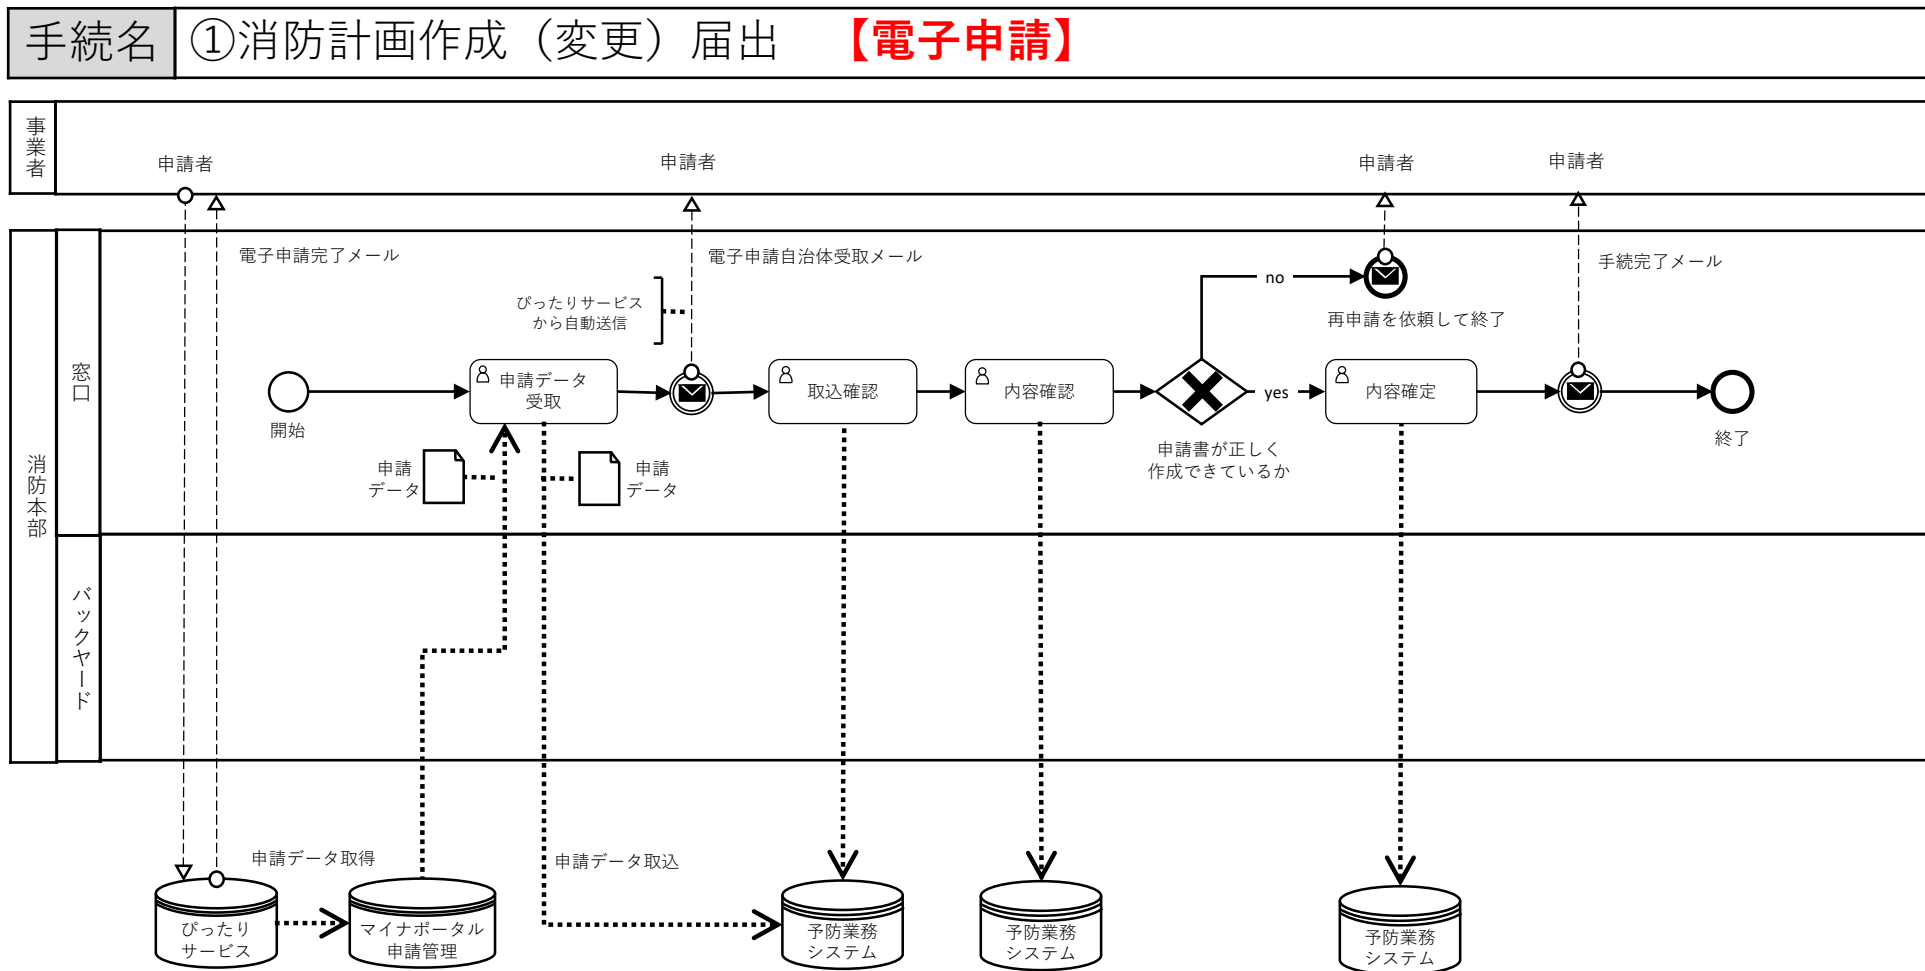 手続名
①消防計画作成（変更）届出 【電子申請】
事業者
申請者
申請者
申請者
申請者
消防本部
窓口
バックヤード
電子申請完了メール
電子申請自治体受取メール
手続完了メール
ぴったりサービス
から自動送信
no
再申請を依頼して終了
開始
申請データ
受取
取込確認
内容確認
yes
内容確定
終了
申請書が正しく
作成できているか
申請
データ
申請
データ
申請データ取得
申請データ取込
ぴったり
サービス
マイナポータル
申請管理
予防業務
システム
予防業務
システム
予防業務
システム